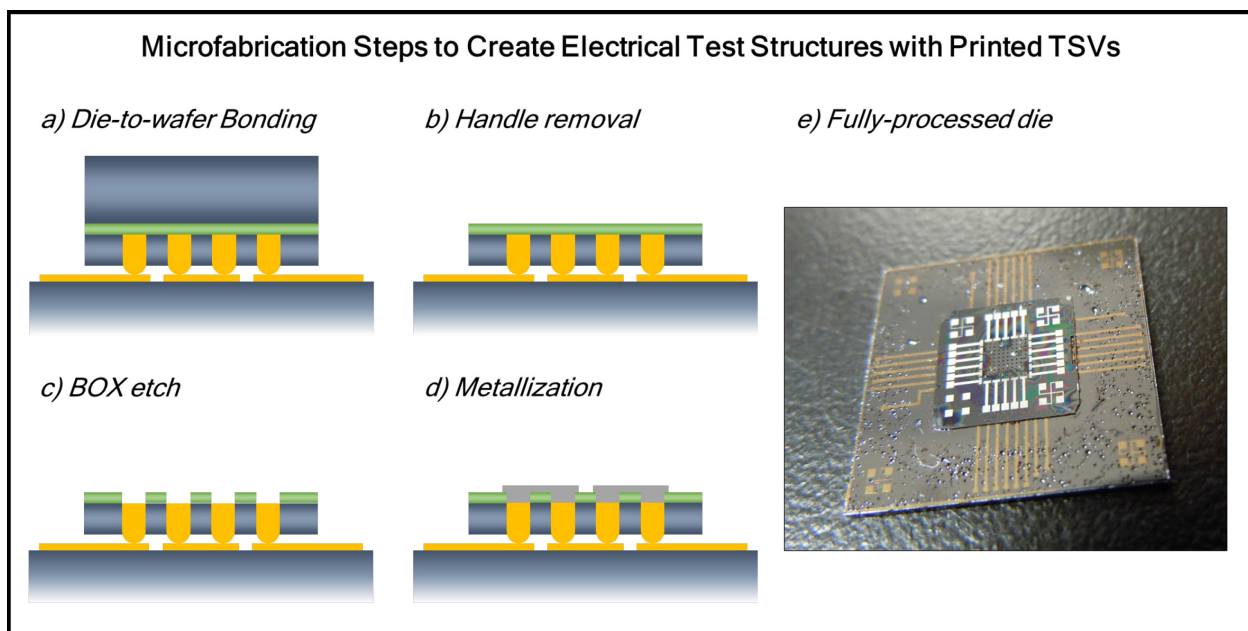 Microfabrication Steps to Create Electrical Test Structures with Printed TSVs
a) Die-to-wafer Bonding
b) Handle removal
e) Fully-processed die
c) BOX etch
d) Metallization